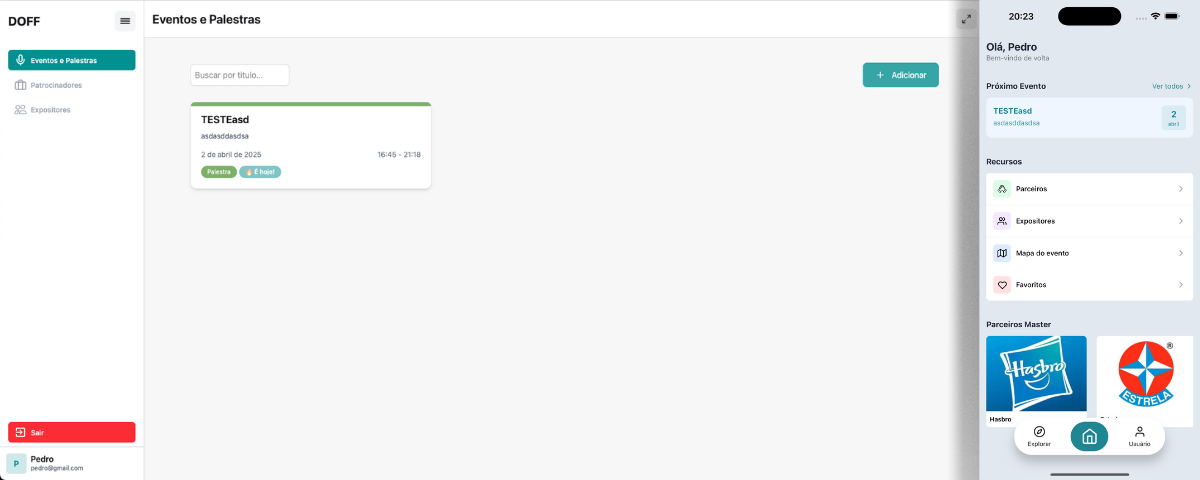 DOFF
Eventos e Palestras
Patrocinadores
Expositores
Sair
P
Pedro
pedro@gmail.com
Eventos e Palestras
Buscar por título...
+ Adicionar
TESTEasd
asdasddasdsa
2 de abril de 2025
16:45 - 21:18
Palestra
🔥 É hoje!
20:23
Olá, Pedro
Bem-vindo de volta
Próximo Evento
Ver todos
TESTEasd
asdasddasdsa
2
abril
Recursos
Parceiros
Expositores
Mapa do evento
Favoritos
Parceiros Master
Hasbro
ESTRELA
®
Hasbro
Explorar
Usuário